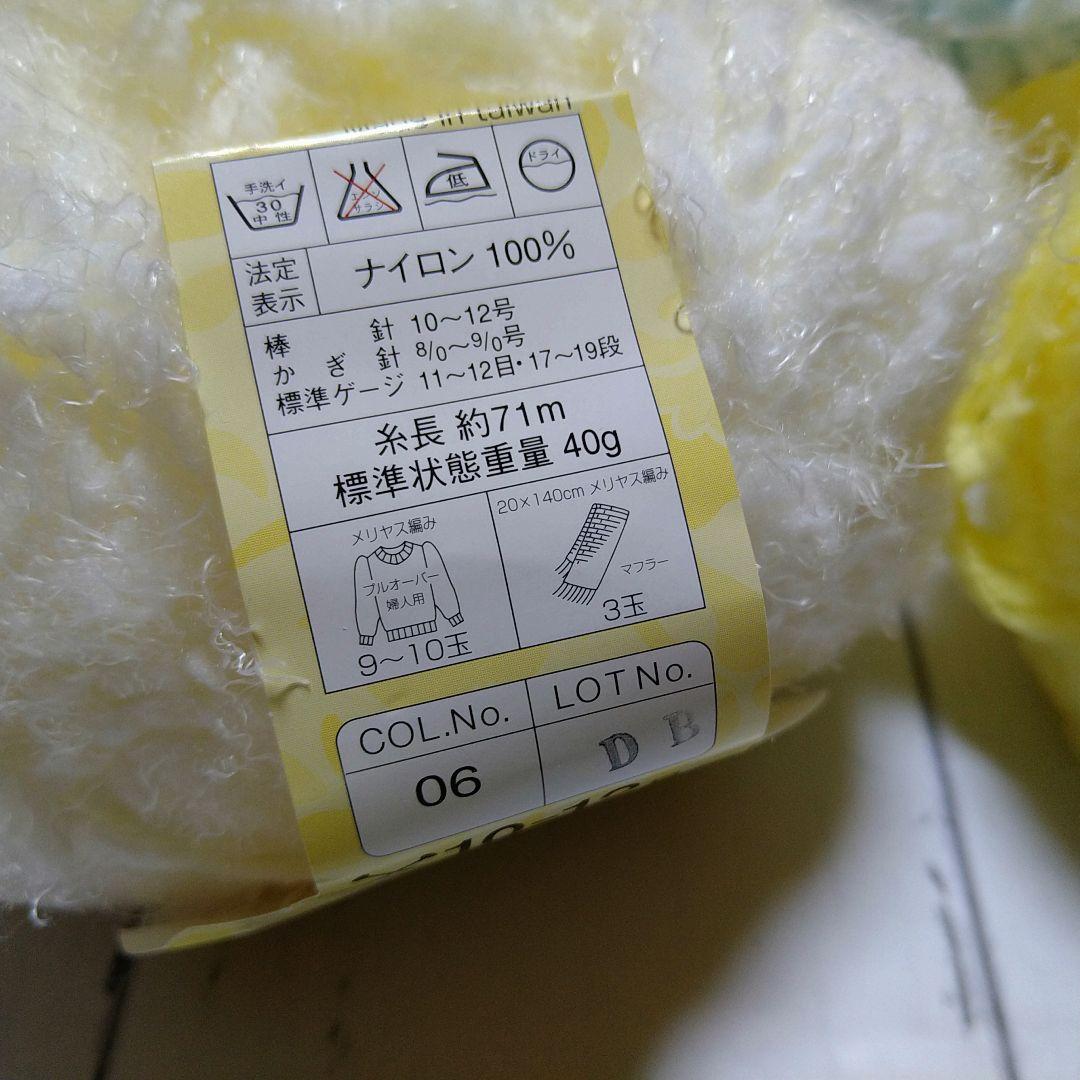 in taiwan
手洗イ
30
中性
エンソ
サラシ
低
ドライ
法定
表示
ナイロン 100%
棒針 10〜12号
かぎ針 8/0〜9/0号
標準ゲージ 11〜12目・17〜19段
糸長 約71m
標準状態重量 40g
メリヤス編み
プルオーバー
婦人用
9〜10玉
20×140cm メリヤス編み
マフラー
3玉
COL.No.
LOT No.
06
D B